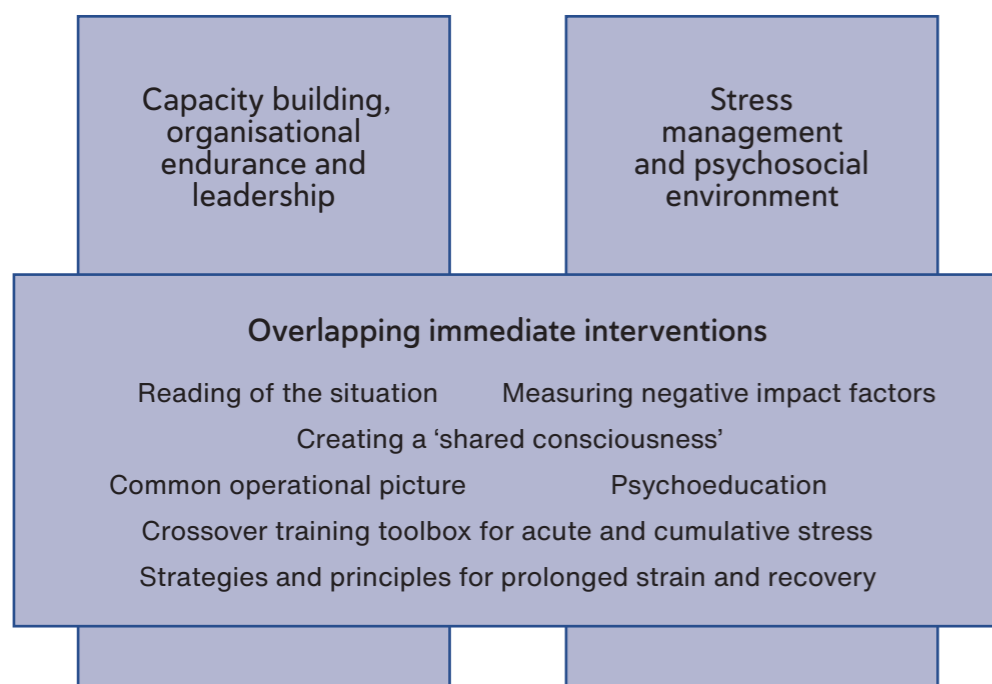 Capacity building,
organisational
endurance and
leadership
Stress
management
and psychosocial
environment
Overlapping immediate interventions
Reading of the situation
Measuring negative impact factors
Creating a ‘shared consciousness’
Common operational picture
Psychoeducation
Crossover training toolbox for acute and cumulative stress
Strategies and principles for prolonged strain and recovery